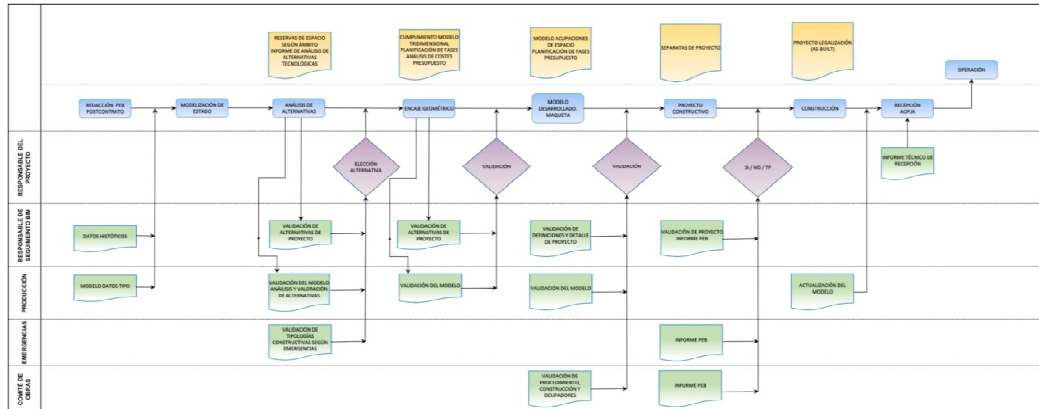 RESERVAS DE ESPACIO
SEGÚN ÁMBITO
INFORME DE ANÁLISIS DE
ALTERNATIVAS
TECNOLÓGICAS
CUMPLIMIENTO MODELO
TRIDIMENSIONAL
PLANIFICACIÓN DE FASES
ANÁLISIS DE COSTES
PRESUPUESTO
MODELO ACUPACIONES
DE ESPACIO
PLANIFICACIÓN DE FASES
PRESUPUESTO
SEPARATAS DE PROYECTO
PROYECTO LEGALIZACIÓN
(AS-BUILT)
OPERACIÓN
REDACCIÓN PEB
POSTCONTRATO
MODELIZACIÓN DE
ESTADO
ANÁLISIS DE
ALTERNATIVAS
ENCAJE GEOMÉTRICO
MODELO
DESARROLLADO.
MAQUETA
PROYECTO
CONSTRUCTIVO
CONSTRUCCIÓN
RECEPCIÓN
AOPJA
RESPONSABLE DEL
PROYECTO
ELECCIÓN
ALTERNATIVA
VALIDACIÓN
VALIDACIÓN
SI / NO / TP
INFORME TÉCNICO DE
RECEPCIÓN
RESPONSABLE DE
SEGUIMIENTO BIM
DATOS HISTÓTICOS
VALIDACIÓN DE
ALTERNATIVAS DE
PROYECTO
VALIDACIÓN DE
ALTERNATIVAS DE
PROYECTO
VALIDACIÓN DE
DEFINICIONES Y DETALLE
DE PROYECTO
VALIDACIÓN DE PROYECTO
INFORME PEB
PRODUCCIÓN
MODELO DATOS TIPO
VALIDACIÓN DEL MODELO
ANÁLISIS Y VALORACIÓN
DE ALTERNATIVAS
VALIDACIÓN DEL MODELO
VALIDACIÓN DEL MODELO
ACTUALIZACIÓN DEL
MODELO
EMERGENCIAS
VALIDACIÓN DE
TIPOLOGÍAS
CONSTRUCTIVAS SEGÚN
EMERGENCIAS
INFORME PEB
COMITÉ DE
OBRAS
VALIDACIÓN DE
PROCEDIMIENTO,
CONSTRUCCIÓN Y
OCUPADORES
INFORME PEB